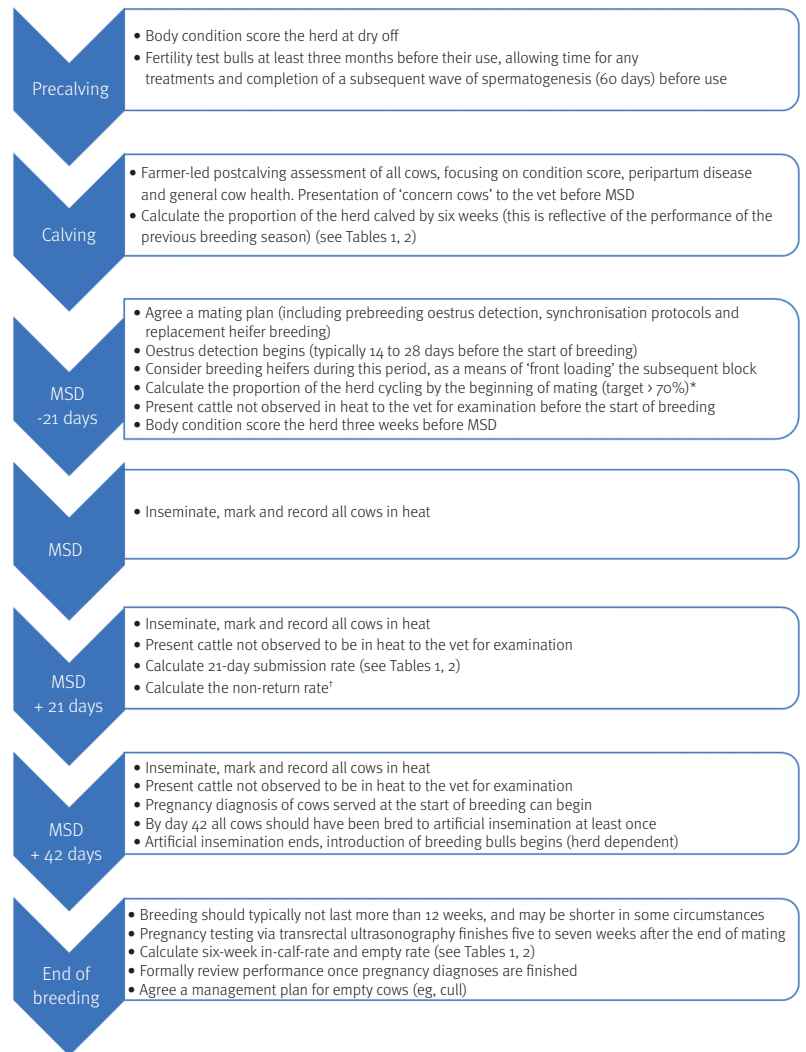 Precalving
• Body condition score the herd at dry off
• Fertility test bulls at least three months before their use, allowing time for any
treatments and completion of a subsequent wave of spermatogenesis (60 days) before use
Calving
• Farmer-led postcalving assessment of all cows, focusing on condition score, peripartum disease
and general cow health. Presentation of ‘concern cows’ to the vet before MSD
• Calculate the proportion of the herd calved by six weeks (this is reflective of the performance of the
previous breeding season) (see Tables 1, 2)
MSD
-21 days
• Agree a mating plan (including prebreeding oestrus detection, synchronisation protocols and
replacement heifer breeding)
• Oestrus detection begins (typically 14 to 28 days before the start of breeding)
• Consider breeding heifers during this period, as a means of ‘front loading’ the subsequent block
• Calculate the proportion of the herd cycling by the beginning of mating (target > 70%)*
• Present cattle not observed in heat to the vet for examination before the start of breeding
• Body condition score the herd three weeks before MSD
MSD
• Inseminate, mark and record all cows in heat
MSD
+ 21 days
• Inseminate, mark and record all cows in heat
• Present cattle not observed to be in heat to the vet for examination
• Calculate 21-day submission rate (see Tables 1, 2)
• Calculate the non-return rate†
MSD
+ 42 days
• Inseminate, mark and record all cows in heat
• Present cattle not observed to be in heat to the vet for examination
• Pregnancy diagnosis of cows served at the start of breeding can begin
• By day 42 all cows should have been bred to artificial insemination at least once
• Artificial insemination ends, introduction of breeding bulls begins (herd dependent)
End of
breeding
• Breeding should typically not last more than 12 weeks, and may be shorter in some circumstances
• Pregnancy testing via transrectal ultrasonography finishes five to seven weeks after the end of mating
• Calculate six-week in-calf-rate and empty rate (see Tables 1, 2)
• Formally review performance once pregnancy diagnoses are finished
• Agree a management plan for empty cows (eg, cull)